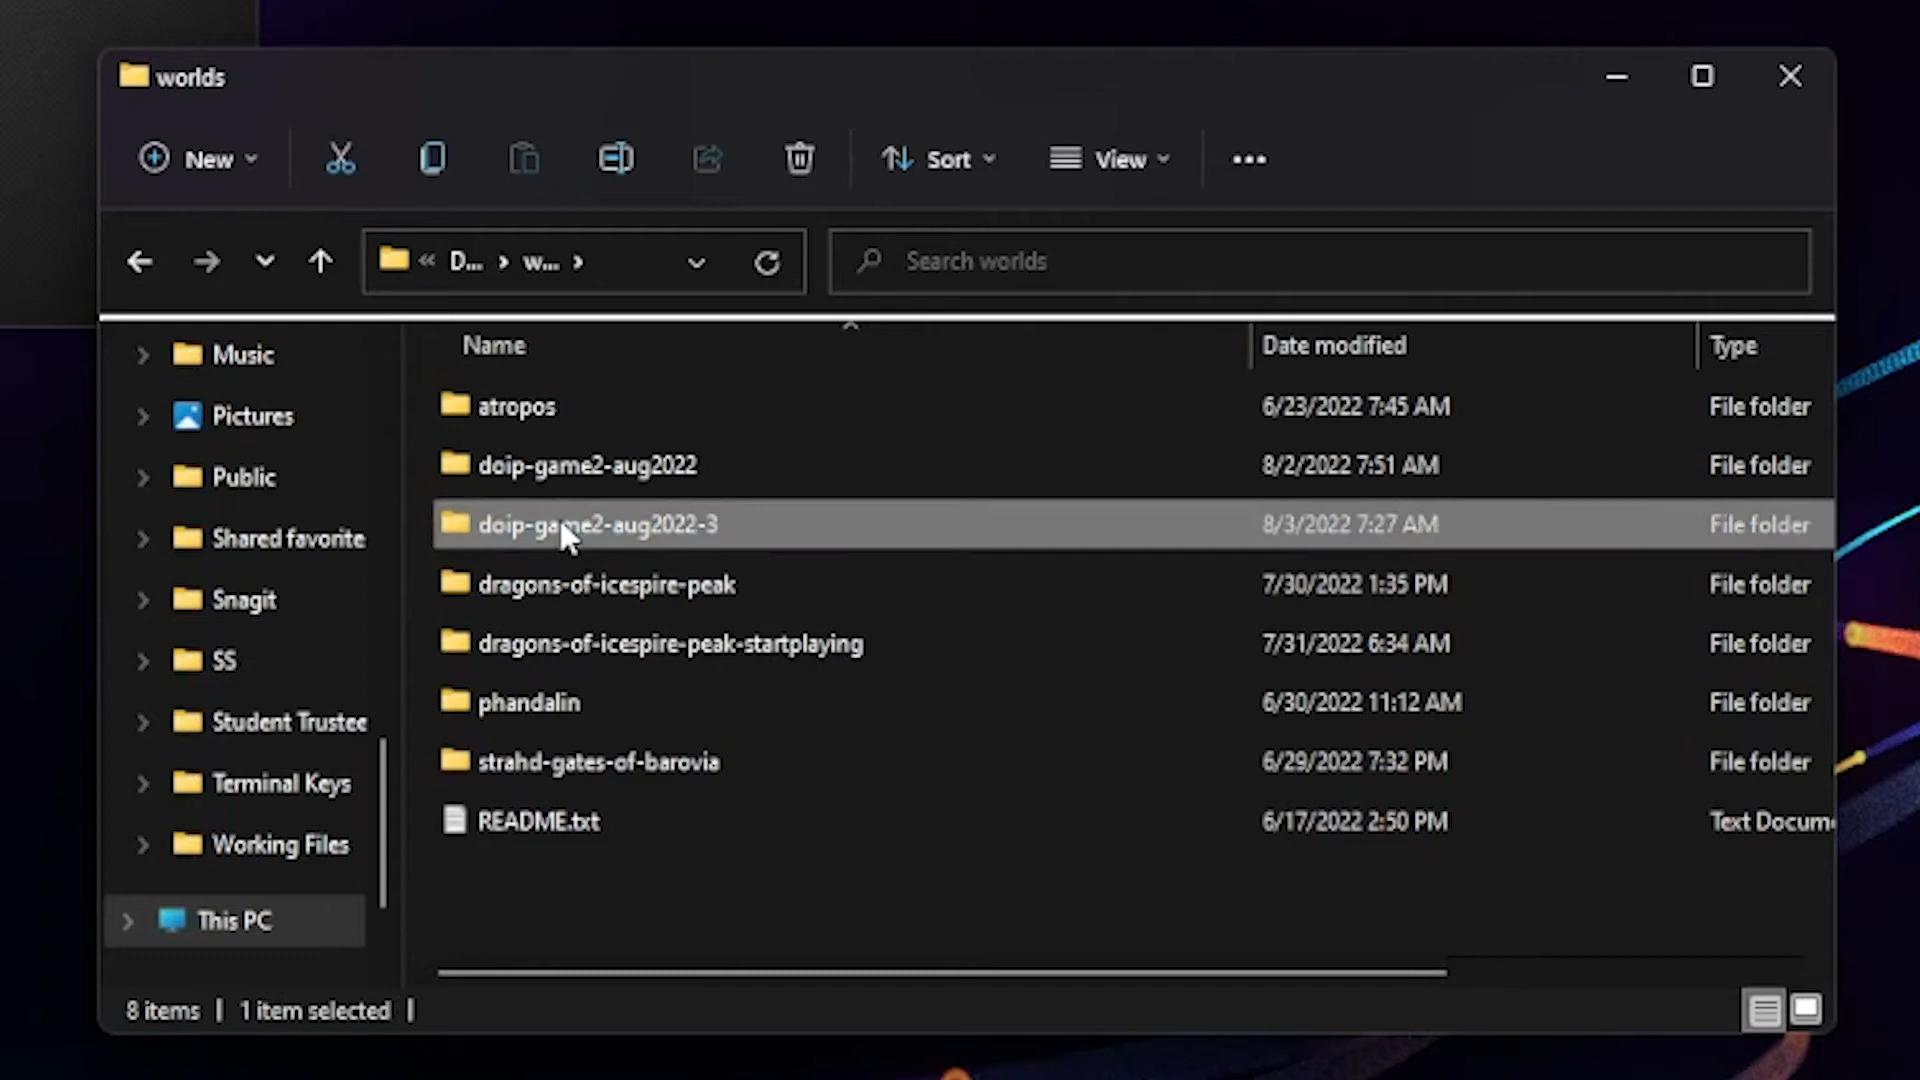 worlds
New
Sort
View
« D... > w... >
Search worlds
Name
Date modified
Type
Music
Pictures
Public
Shared favorite
Snagit
SS
Student Trustee
Terminal Keys
Working Files
This PC
atropos 6/23/2022 7:45 AM File folder
doip-game2-aug2022 8/2/2022 7:51 AM File folder
doip-game2-aug2022-3 8/3/2022 7:27 AM File folder
dragons-of-icespire-peak 7/30/2022 1:35 PM File folder
dragons-of-icespire-peak-startplaying 7/31/2022 6:34 AM File folder
phandalin 6/30/2022 11:12 AM File folder
strahd-gates-of-barovia 6/29/2022 7:32 PM File folder
README.txt 6/17/2022 2:50 PM Text Docum
8 items | 1 item selected |